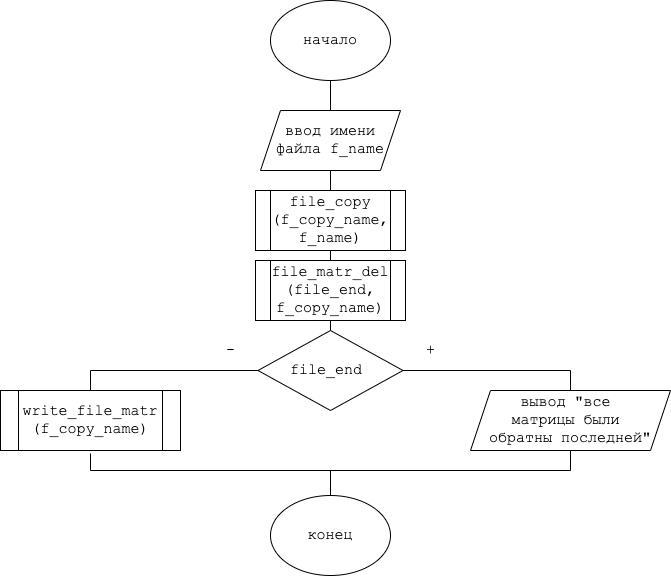 начало
ввод имени
файла f_name
file_copy
(f_copy_name,
f_name)
file_matr_del
(file_end,
f_copy_name)
file_end
-
+
write_file_matr
(f_copy_name)
вывод "все
матрицы были
обратны последней"
конец